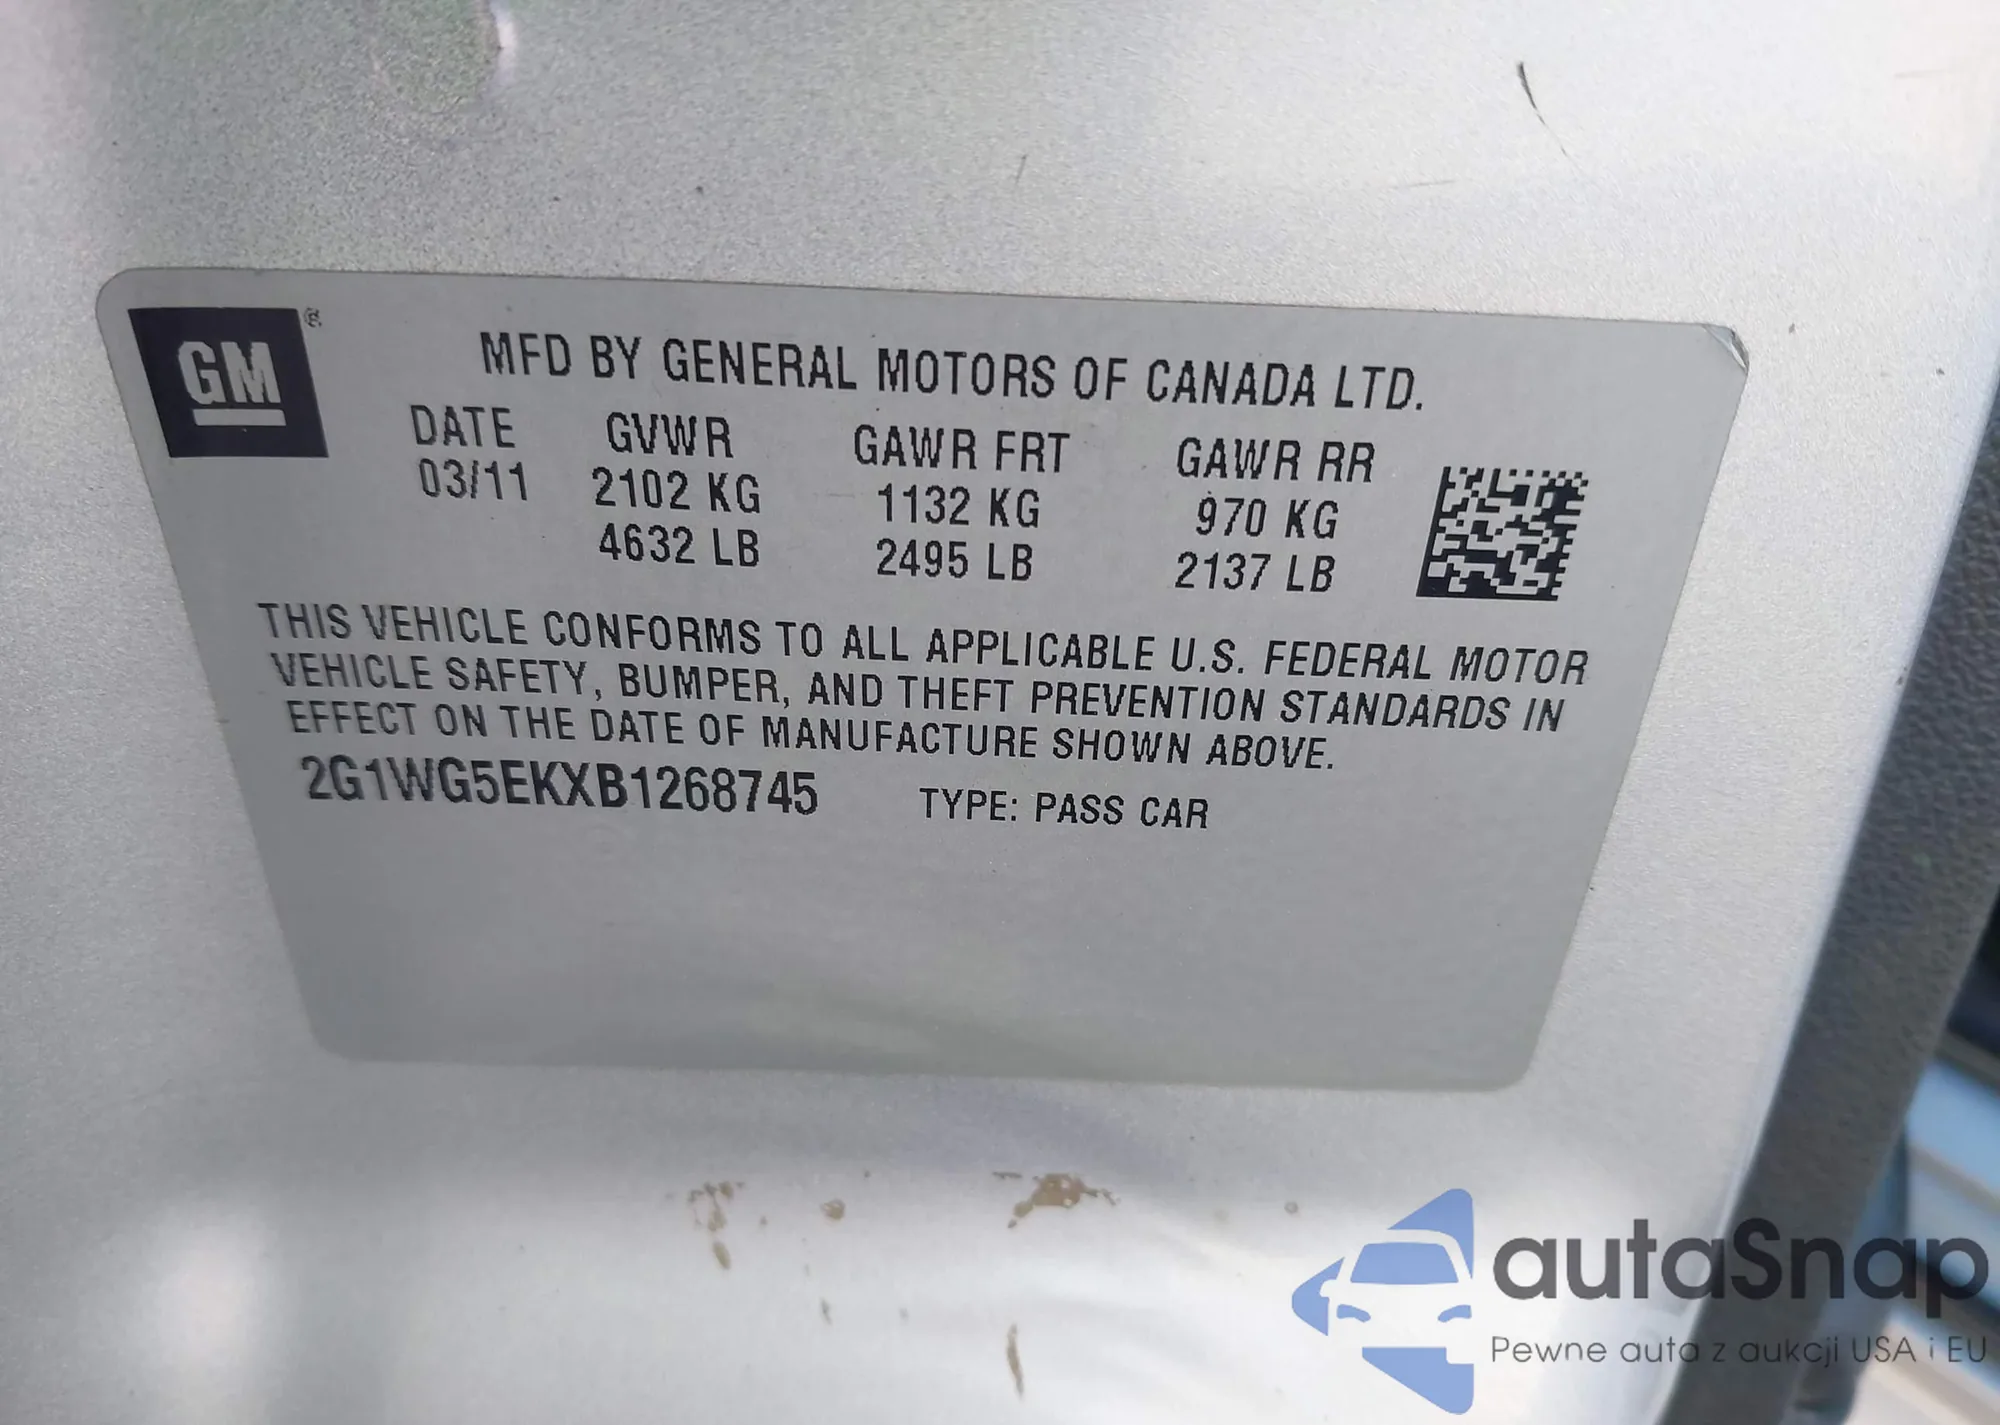 GM ®
MFD BY GENERAL MOTORS OF CANADA LTD.
DATE GVWR GAWR FRT GAWR RR
03/11 2102 KG 1132 KG 970 KG
4632 LB 2495 LB 2137 LB
THIS VEHICLE CONFORMS TO ALL APPLICABLE U.S. FEDERAL MOTOR
VEHICLE SAFETY, BUMPER, AND THEFT PREVENTION STANDARDS IN
EFFECT ON THE DATE OF MANUFACTURE SHOWN ABOVE.
2G1WG5EKXB1268745 TYPE: PASS CAR
autaSnap
Pewne auta z aukcji USA i EU